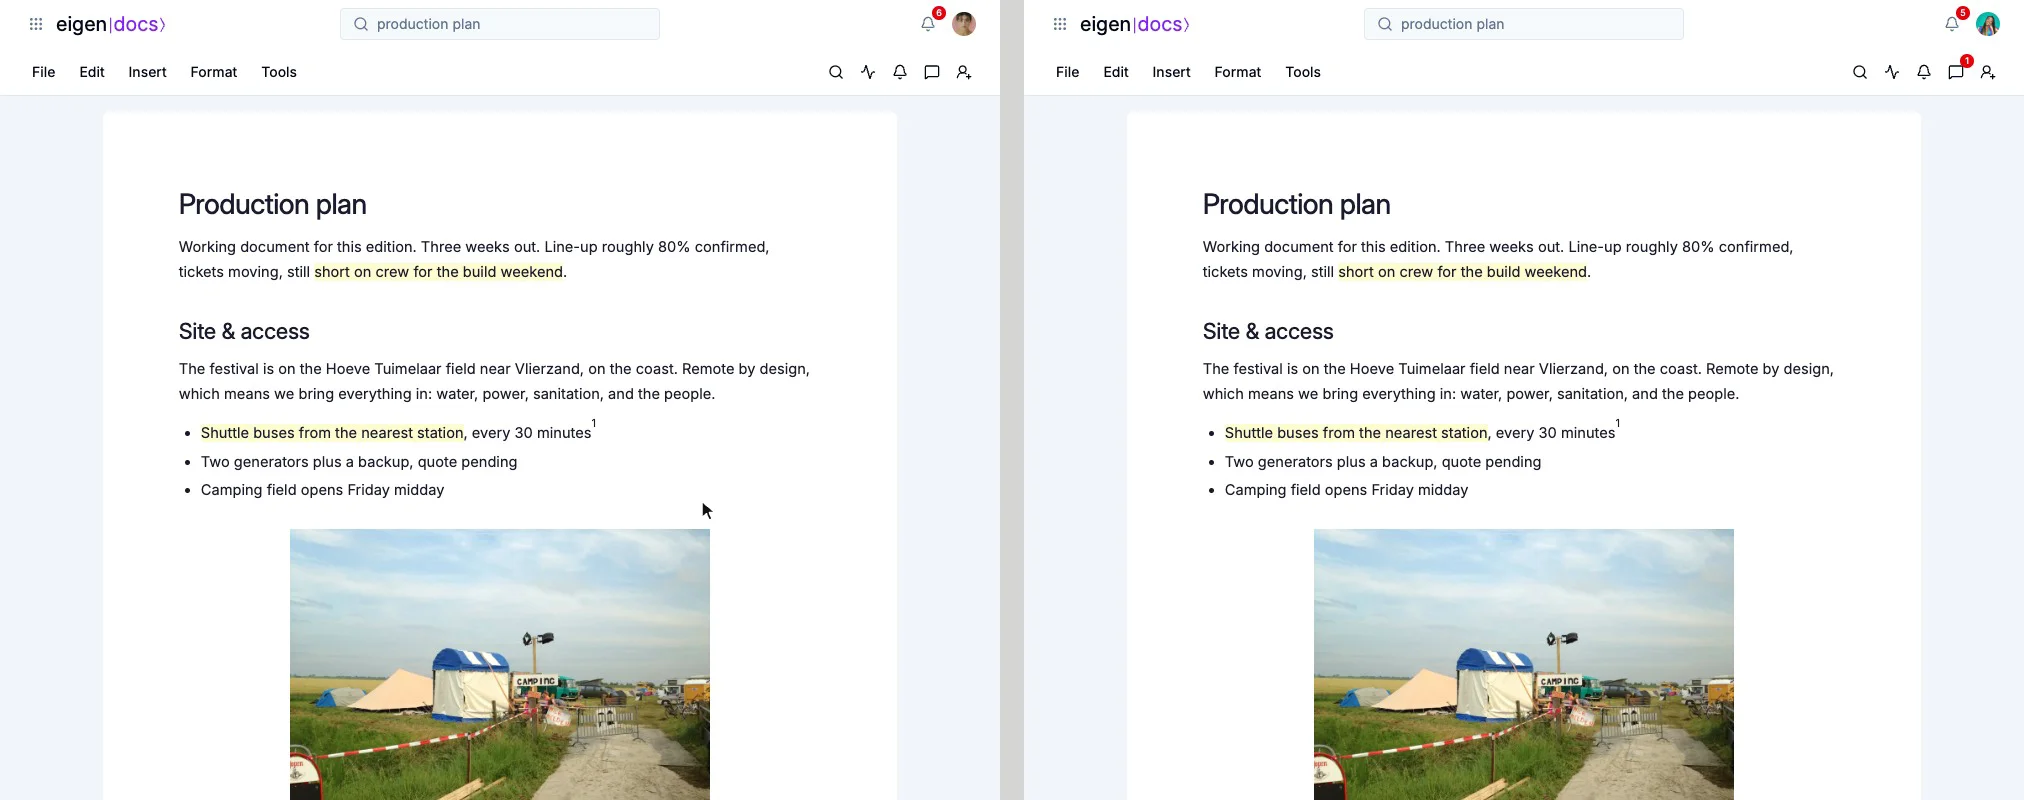 eigen|docs⟩
production plan
6
File Edit Insert Format Tools
Production plan
Working document for this edition. Three weeks out. Line-up roughly 80% confirmed,
tickets moving, still short on crew for the build weekend.
Site & access
The festival is on the Hoeve Tuimelaar field near Vlierzand, on the coast. Remote by design,
which means we bring everything in: water, power, sanitation, and the people.
• Shuttle buses from the nearest station, every 30 minutes1
• Two generators plus a backup, quote pending
• Camping field opens Friday midday
CAMPING
eigen|docs⟩
production plan
5
File Edit Insert Format Tools
1
Production plan
Working document for this edition. Three weeks out. Line-up roughly 80% confirmed,
tickets moving, still short on crew for the build weekend.
Site & access
The festival is on the Hoeve Tuimelaar field near Vlierzand, on the coast. Remote by design,
which means we bring everything in: water, power, sanitation, and the people.
• Shuttle buses from the nearest station, every 30 minutes1
• Two generators plus a backup, quote pending
• Camping field opens Friday midday
CAMPING